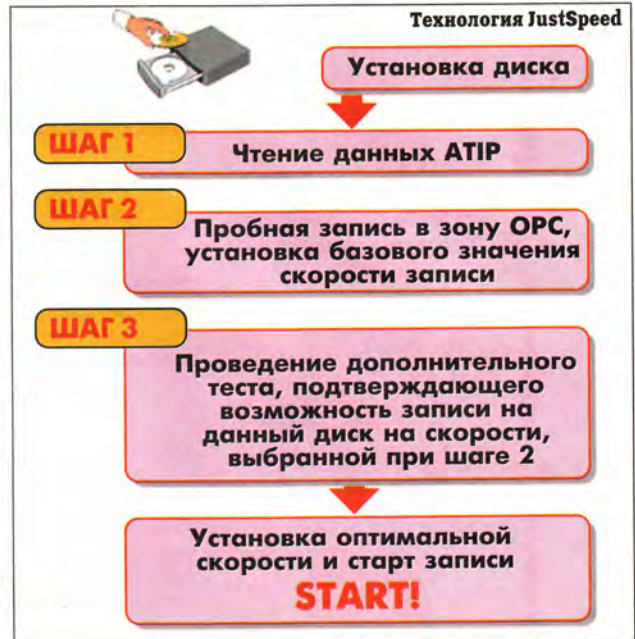 Технология JustSpeed
Установка диска
ШАГ 1
Чтение данных ATIP
ШАГ 2
Пробная запись в зону OPC,
установка базового значения
скорости записи
ШАГ 3
Проведение дополнительного
теста, подтверждающего
возможность записи на
данный диск на скорости,
выбранной при шаге 2
Установка оптимальной
скорости и старт записи
START!